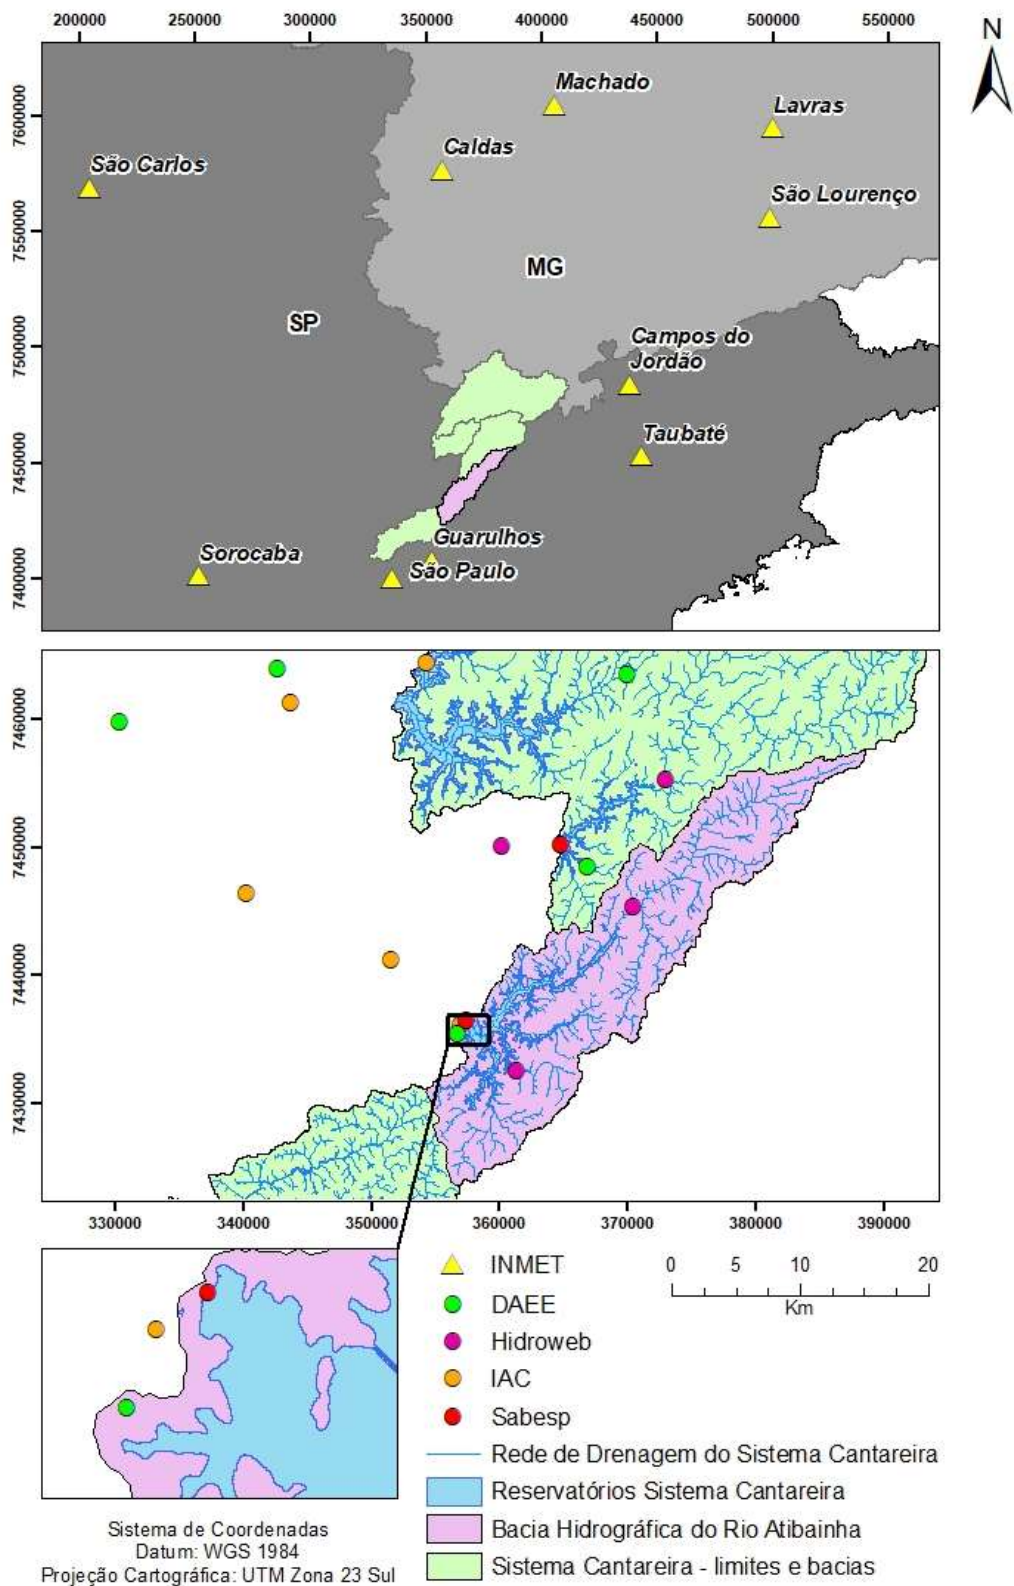 200000 250000 300000 350000 400000 450000 500000 550000
N
7600000
7550000
7500000
7450000
7400000
Machado
Lavras
Caldas
São Carlos
São Lourenço
MG
SP
Campos do
Jordão
Taubaté
Guarulhos
Sorocaba
São Paulo
7460000
7450000
7440000
7430000
330000 340000 350000 360000 370000 380000 390000
INMET
DAEE
Hidroweb
IAC
Sabesp
Rede de Drenagem do Sistema Cantareira
Reservatórios Sistema Cantareira
Bacia Hidrográfica do Rio Atibainha
Sistema Cantareira - limites e bacias
0 5 10 20
Km
Sistema de Coordenadas
Datum: WGS 1984
Projeção Cartográfica: UTM Zona 23 Sul